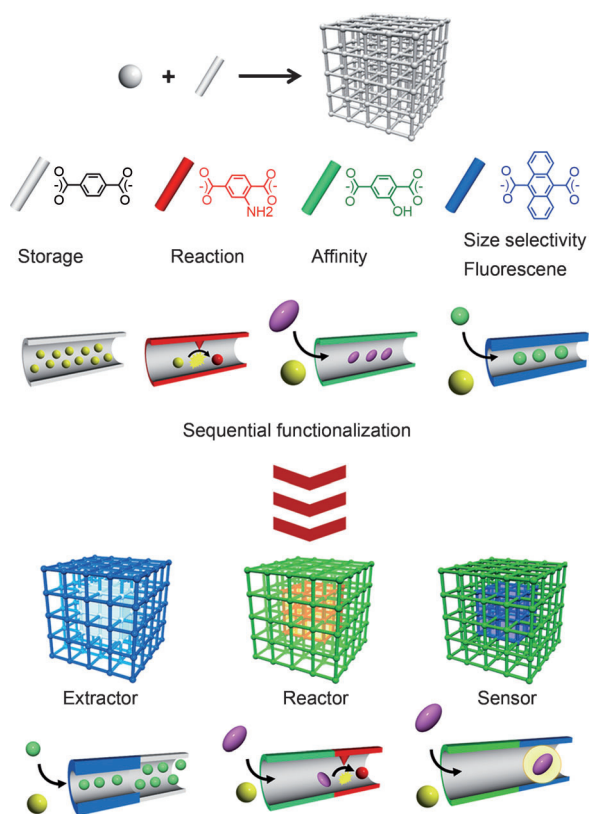 +
Storage
Reaction
Affinity
Size selectivity
Fluorescene
O O
O O
O O
O O
NH2
O O
O O
OH
O O
O O
Sequential functionalization
Extractor
Reactor
Sensor